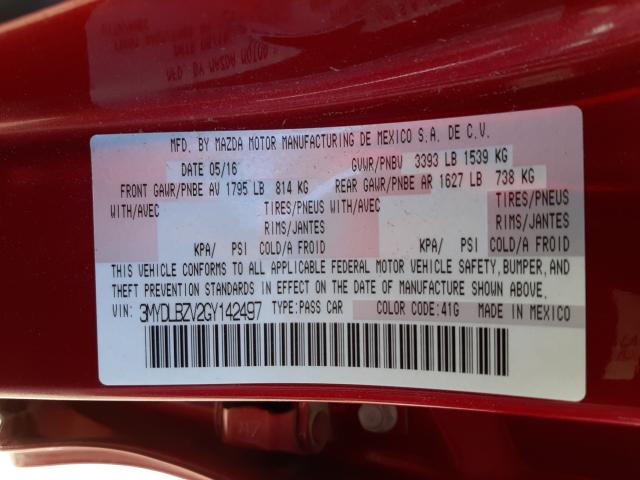 MFD. BY MAZDA MOTOR MANUFACTURING DE MEXICO S.A. DE C.V.
DATE 05/16 GVWR/PNBV 3393 LB 1539 KG
FRONT GAWR/PNBE AV 1795 LB 814 KG REAR GAWR/PNBE AR 1627 LB 738 KG
WITH/AVEC TIRES/PNEUS WITH/AVEC TIRES/PNEUS
RIMS/JANTES RIMS/JANTES
KPA/ PSI COLD/A FROID KPA/ PSI COLD/A FROID
THIS VEHICLE CONFORMS TO ALL APPLICABLE FEDERAL MOTOR VEHICLE SAFETY, BUMPER, AND
THEFT PREVENTION STANDARDS IN EFFECT ON THE DATE OF MANUFACTURE SHOWN ABOVE.
VIN: 3MYDLBZV2GY142497 TYPE:PASS CAR COLOR CODE:41G MADE IN MEXICO